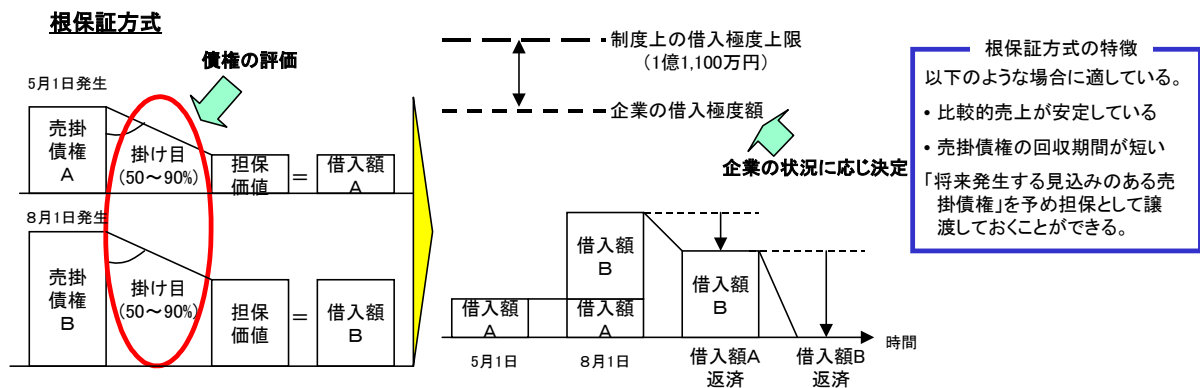 根保証方式
債権の評価
5月1日発生
売掛
債権
A
掛け目
(50～90%)
担保
価値
＝
借入額
A
8月1日発生
売掛
債権
B
掛け目
(50～90%)
担保
価値
＝
借入額
B
制度上の借入極度上限
（1億1,100万円）
企業の借入極度額
企業の状況に応じ決定
借入額
A
借入額
B
借入額
A
借入額
B
時間
5月1日
8月1日
借入額A
返済
借入額B
返済
根保証方式の特徴
以下のような場合に適している。
• 比較的売上が安定している
• 売掛債権の回収期間が短い
「将来発生する見込みのある売
掛債権」を予め担保として譲
渡しておくことができる。